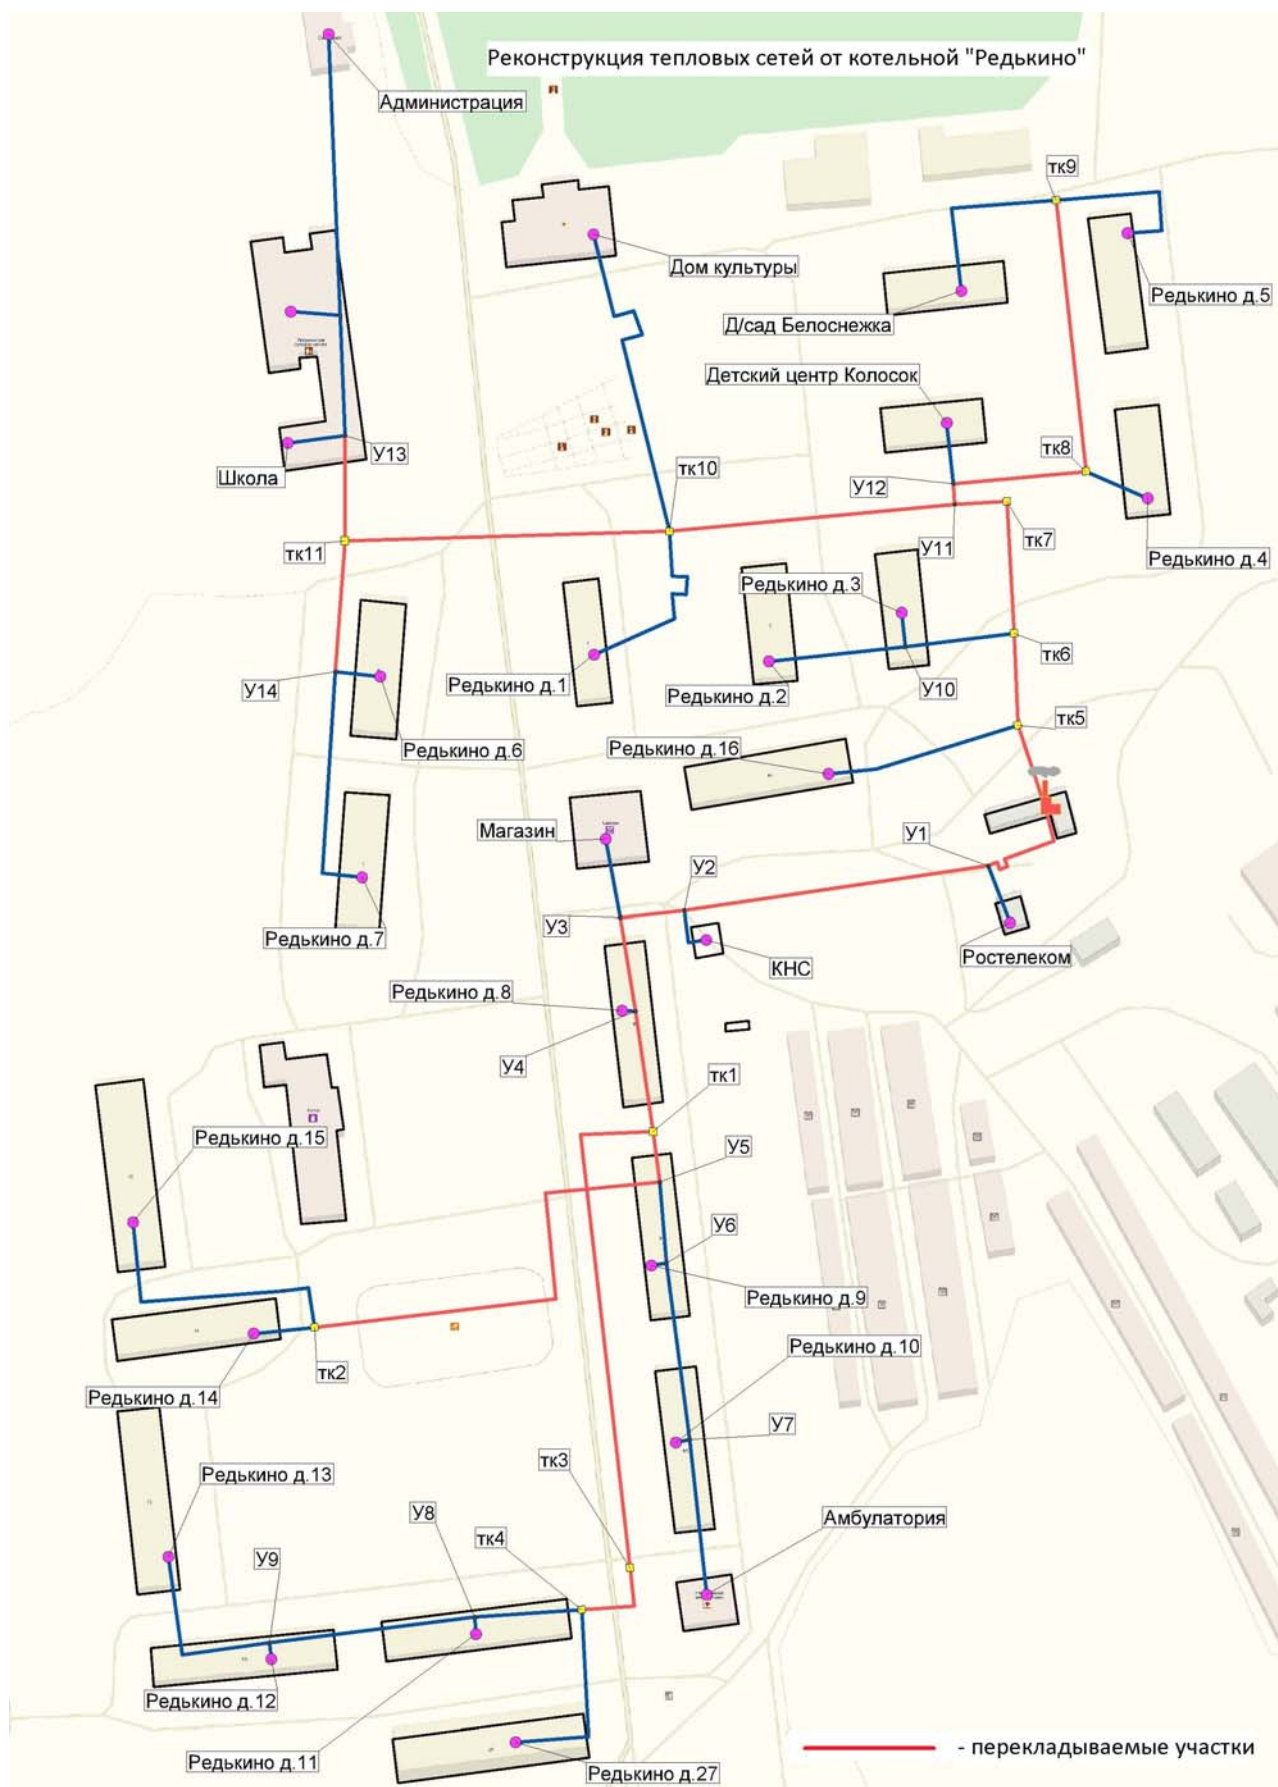 Реконструкция тепловых сетей от котельной "Редькино"
Администрация
тк9
Дом культуры
Редькино д.5
Д/сад Белоснежка
Детский центр Колосок
У13
Школа
тк10
У12
тк8
тк11
У11
тк7
Редькино д.4
Редькино д.3
тк6
У14
Редькино д.1
Редькино д.2
У10
тк5
Редькино д.6
Редькино д.16
Магазин
У1
У2
У3
Редькино д.7
КНС
Ростелеком
Редькино д.8
У4
тк1
Редькино д.15
У5
У6
Редькино д.9
Редькино д.10
тк2
Редькино д.14
У7
тк3
Редькино д.13
У8
Амбулатория
тк4
У9
Редькино д.12
Редькино д.11
Редькино д.27
- перекладываемые участки